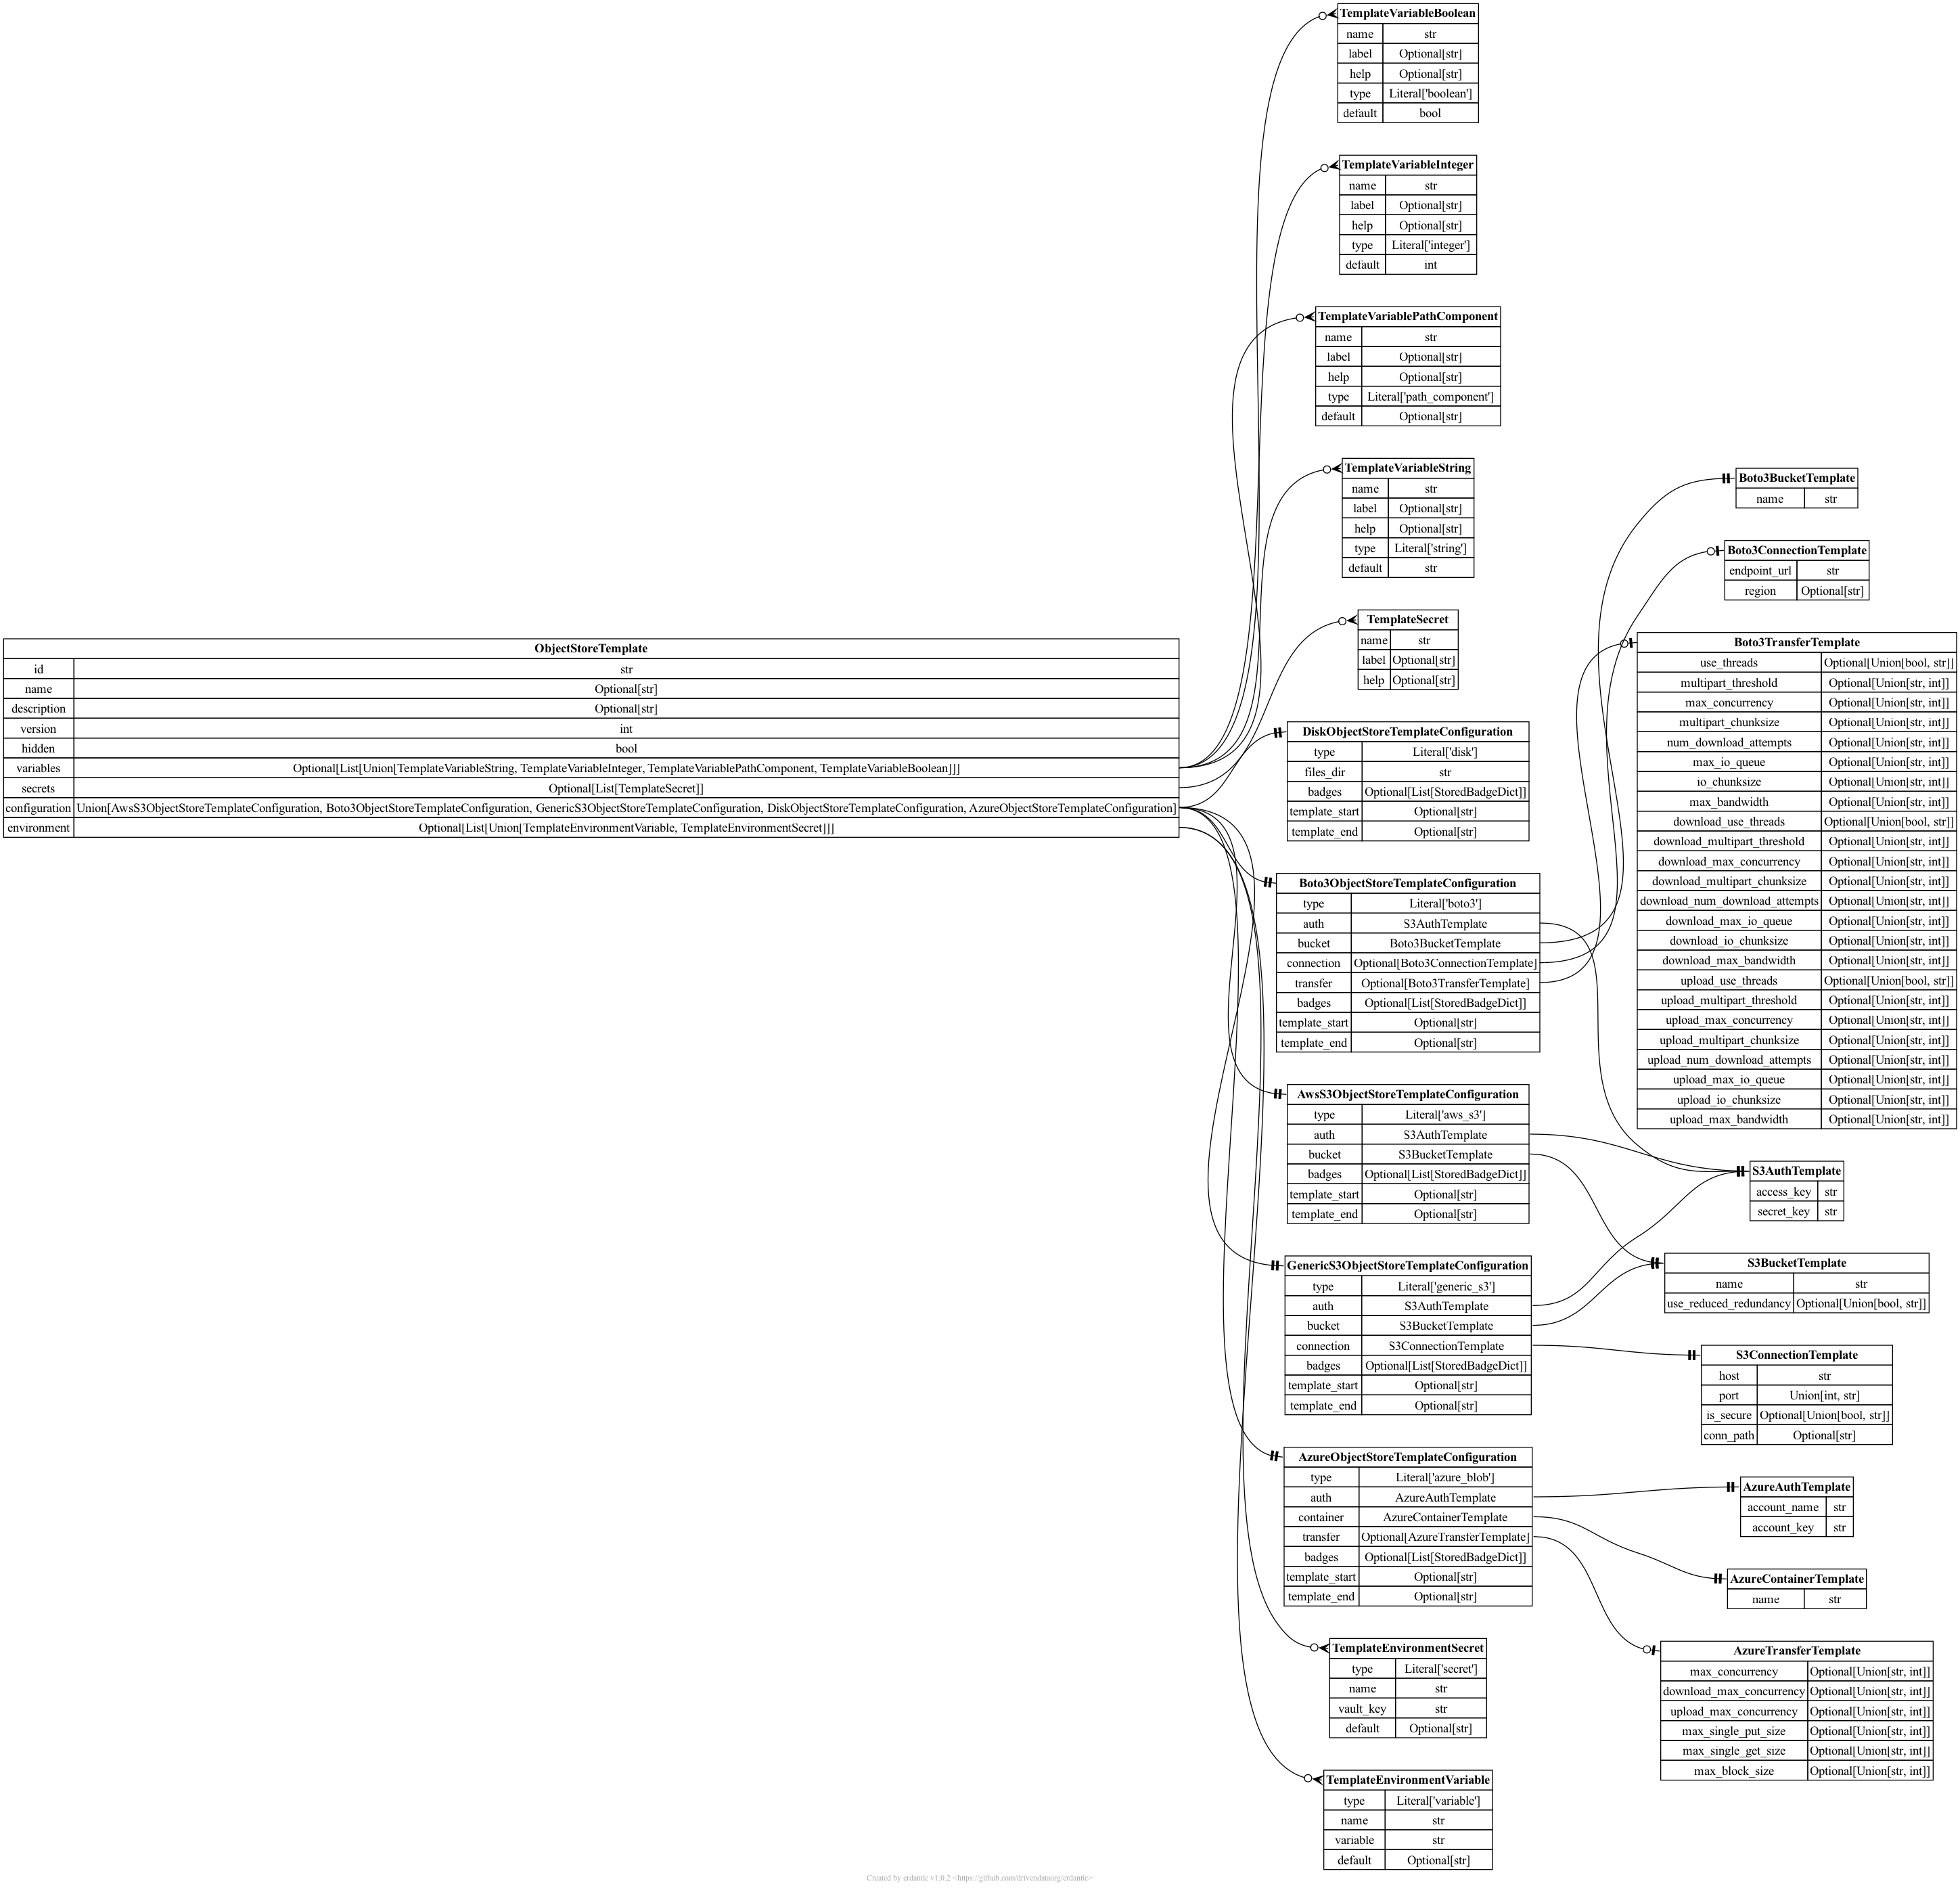 ObjectStoreTemplate
id str
name Optional[str]
description Optional[str]
version int
hidden bool
variables Optional[List[Union[TemplateVariableString, TemplateVariableInteger, TemplateVariablePathComponent, TemplateVariableBoolean]]]
secrets Optional[List[TemplateSecret]]
configuration Union[AwsS3ObjectStoreTemplateConfiguration, Boto3ObjectStoreTemplateConfiguration, GenericS3ObjectStoreTemplateConfiguration, DiskObjectStoreTemplateConfiguration, AzureObjectStoreTemplateConfiguration]
environment Optional[List[Union[TemplateEnvironmentVariable, TemplateEnvironmentSecret]]]
TemplateVariableBoolean
name str
label Optional[str]
help Optional[str]
type Literal['boolean']
default bool
TemplateVariableInteger
name str
label Optional[str]
help Optional[str]
type Literal['integer']
default int
TemplateVariablePathComponent
name str
label Optional[str]
help Optional[str]
type Literal['path_component']
default Optional[str]
TemplateVariableString
name str
label Optional[str]
help Optional[str]
type Literal['string']
default str
TemplateSecret
name str
label Optional[str]
help Optional[str]
DiskObjectStoreTemplateConfiguration
type Literal['disk']
files_dir str
badges Optional[List[StoredBadgeDict]]
template_start Optional[str]
template_end Optional[str]
Boto3ObjectStoreTemplateConfiguration
type Literal['boto3']
auth S3AuthTemplate
bucket Boto3BucketTemplate
connection Optional[Boto3ConnectionTemplate]
transfer Optional[Boto3TransferTemplate]
badges Optional[List[StoredBadgeDict]]
template_start Optional[str]
template_end Optional[str]
AwsS3ObjectStoreTemplateConfiguration
type Literal['aws_s3']
auth S3AuthTemplate
bucket S3BucketTemplate
badges Optional[List[StoredBadgeDict]]
template_start Optional[str]
template_end Optional[str]
GenericS3ObjectStoreTemplateConfiguration
type Literal['generic_s3']
auth S3AuthTemplate
bucket S3BucketTemplate
connection S3ConnectionTemplate
badges Optional[List[StoredBadgeDict]]
template_start Optional[str]
template_end Optional[str]
AzureObjectStoreTemplateConfiguration
type Literal['azure_blob']
auth AzureAuthTemplate
container AzureContainerTemplate
transfer Optional[AzureTransferTemplate]
badges Optional[List[StoredBadgeDict]]
template_start Optional[str]
template_end Optional[str]
TemplateEnvironmentSecret
type Literal['secret']
name str
vault_key str
default Optional[str]
TemplateEnvironmentVariable
type Literal['variable']
name str
variable str
default Optional[str]
Boto3BucketTemplate
name str
Boto3ConnectionTemplate
endpoint_url str
region Optional[str]
Boto3TransferTemplate
use_threads Optional[Union[bool, str]]
multipart_threshold Optional[Union[str, int]]
max_concurrency Optional[Union[str, int]]
multipart_chunksize Optional[Union[str, int]]
num_download_attempts Optional[Union[str, int]]
max_io_queue Optional[Union[str, int]]
io_chunksize Optional[Union[str, int]]
max_bandwidth Optional[Union[str, int]]
download_use_threads Optional[Union[bool, str]]
download_multipart_threshold Optional[Union[str, int]]
download_max_concurrency Optional[Union[str, int]]
download_multipart_chunksize Optional[Union[str, int]]
download_num_download_attempts Optional[Union[str, int]]
download_max_io_queue Optional[Union[str, int]]
download_io_chunksize Optional[Union[str, int]]
download_max_bandwidth Optional[Union[str, int]]
upload_use_threads Optional[Union[bool, str]]
upload_multipart_threshold Optional[Union[str, int]]
upload_max_concurrency Optional[Union[str, int]]
upload_multipart_chunksize Optional[Union[str, int]]
upload_num_download_attempts Optional[Union[str, int]]
upload_max_io_queue Optional[Union[str, int]]
upload_io_chunksize Optional[Union[str, int]]
upload_max_bandwidth Optional[Union[str, int]]
S3AuthTemplate
access_key str
secret_key str
S3BucketTemplate
name str
use_reduced_redundancy Optional[Union[bool, str]]
S3ConnectionTemplate
host str
port Union[int, str]
is_secure Optional[Union[bool, str]]
conn_path Optional[str]
AzureAuthTemplate
account_name str
account_key str
AzureContainerTemplate
name str
AzureTransferTemplate
max_concurrency Optional[Union[str, int]]
download_max_concurrency Optional[Union[str, int]]
upload_max_concurrency Optional[Union[str, int]]
max_single_put_size Optional[Union[str, int]]
max_single_get_size Optional[Union[str, int]]
max_block_size Optional[Union[str, int]]
Created by erdantic v1.0.2 <https://github.com/drivendataorg/erdantic>